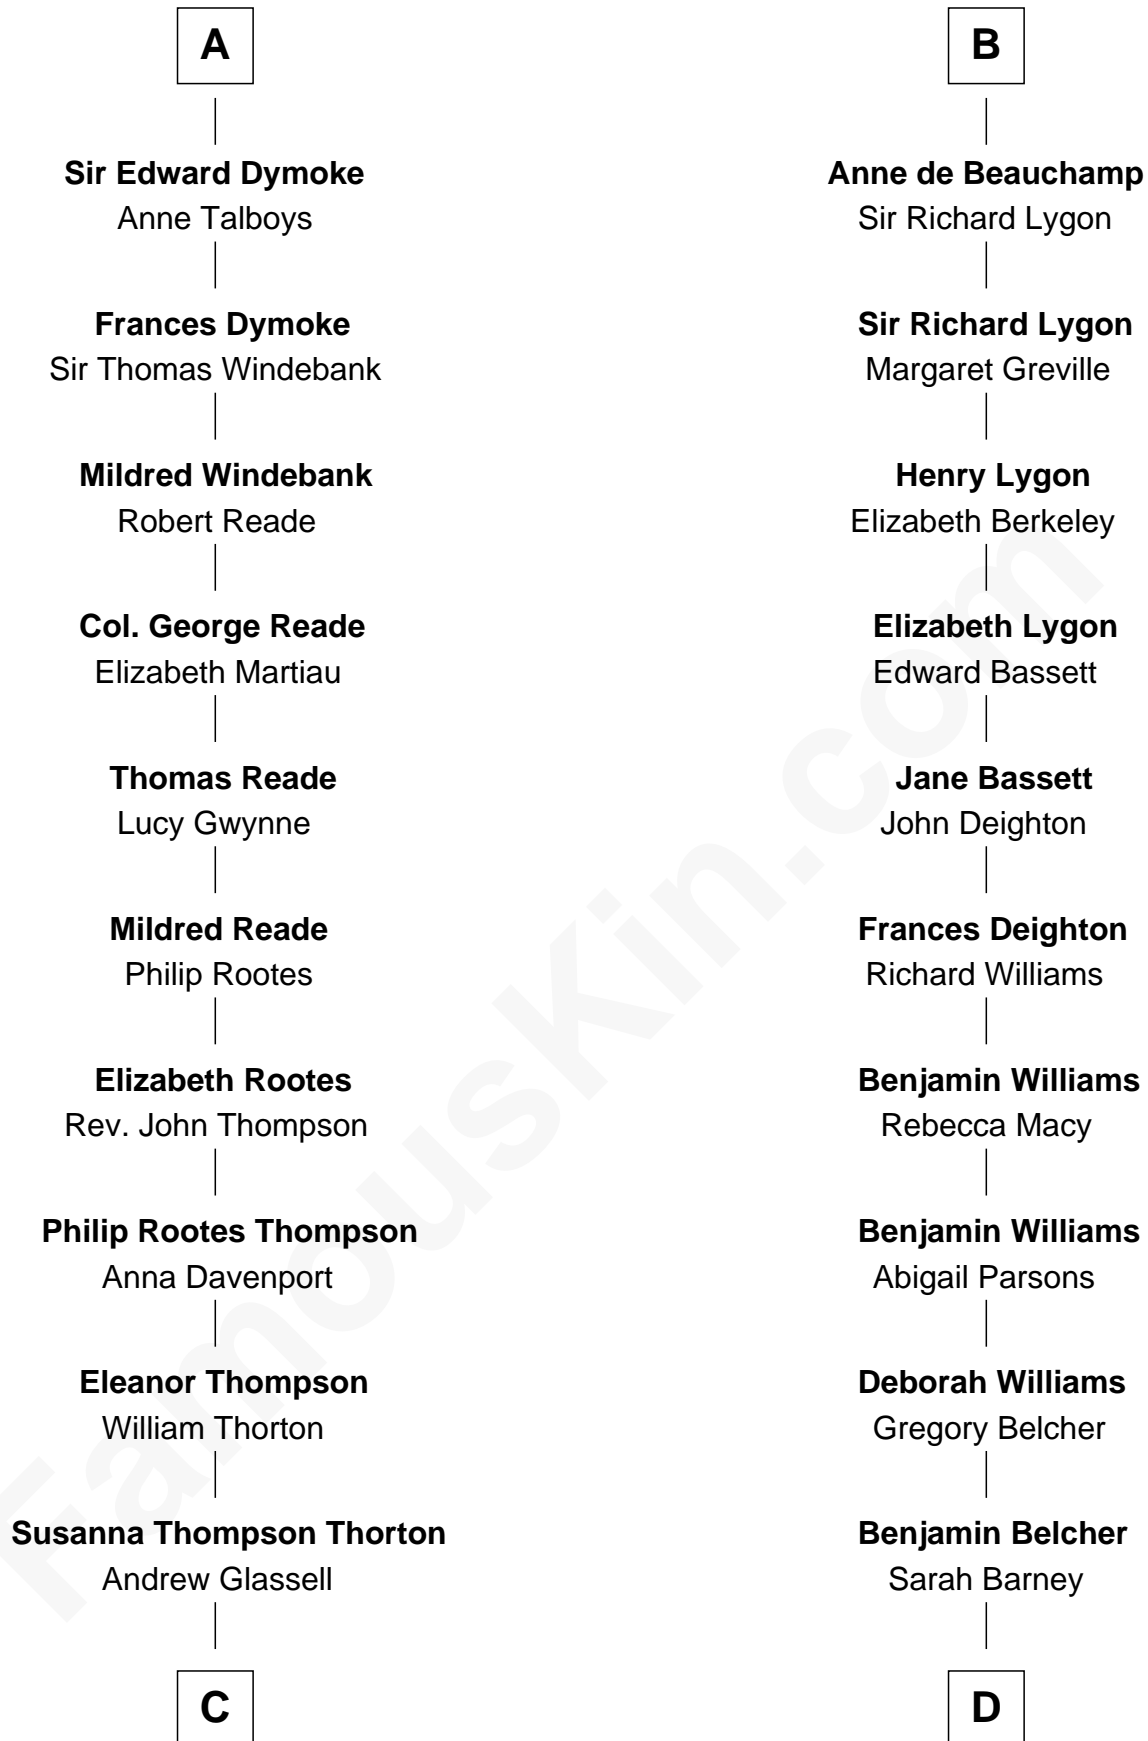 A
Sir Edward Dymoke
Anne Talboys
Frances Dymoke
Sir Thomas Windebank
Mildred Windebank
Robert Reade
Col. George Reade
Elizabeth Martiau
Thomas Reade
Lucy Gwynne
Mildred Reade
Philip Rootes
Elizabeth Rootes
Rev. John Thompson
Philip Rootes Thompson
Anna Davenport
Eleanor Thompson
William Thorton
Susanna Thompson Thorton
Andrew Glassell
C
B
Anne de Beauchamp
Sir Richard Lygon
Sir Richard Lygon
Margaret Greville
Henry Lygon
Elizabeth Berkeley
Elizabeth Lygon
Edward Bassett
Jane Bassett
John Deighton
Frances Deighton
Richard Williams
Benjamin Williams
Rebecca Macy
Benjamin Williams
Abigail Parsons
Deborah Williams
Gregory Belcher
Benjamin Belcher
Sarah Barney
D
FamousKin.com